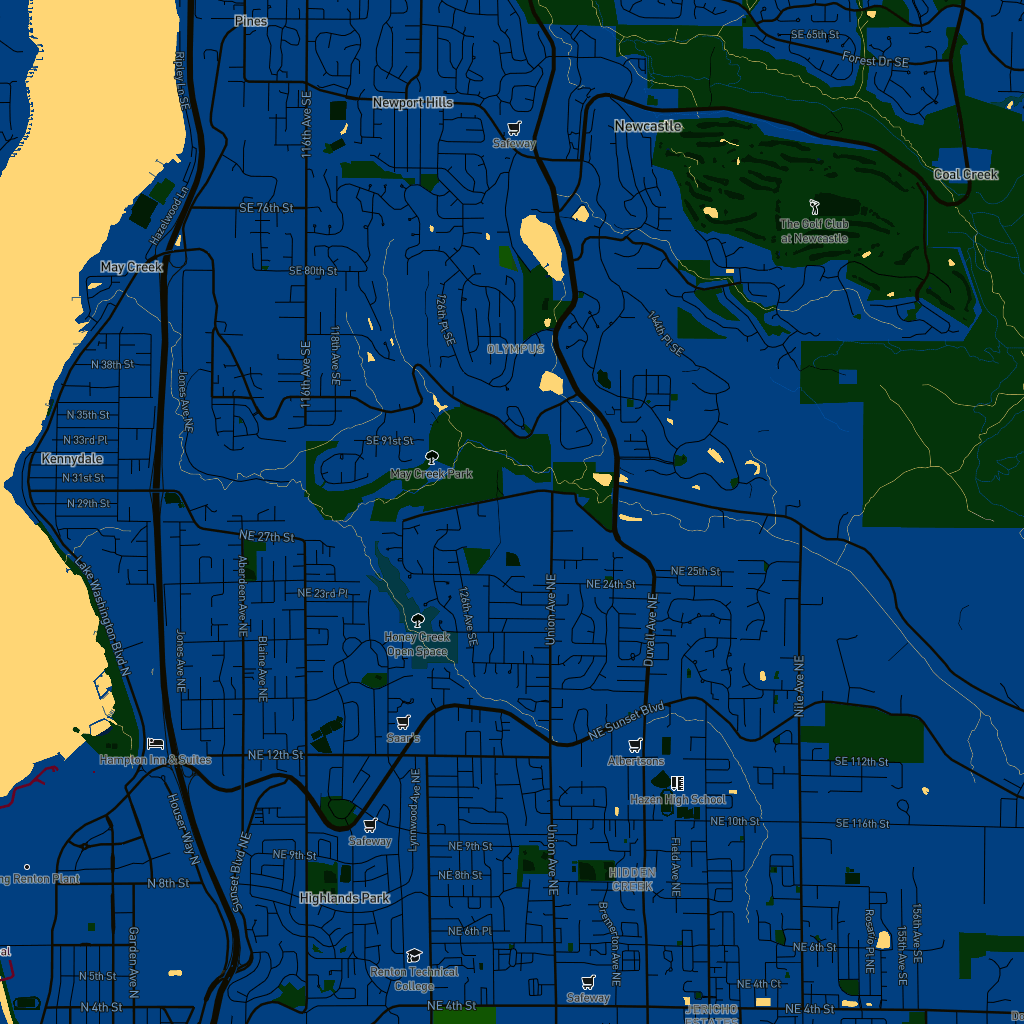 Pines
SE 65th St
Forest Dr SE
Ripley Ln SE
Newport Hills
116th Ave SE
Safeway
Newcastle
Coal Creek
Hazelwood Ln
SE 76th St
The Golf Club
at Newcastle
May Creek
SE 80th St
126th Pl SE
144th Pl SE
OLYMPUS
118th Ave SE
116th Ave SE
N 38th St
Jones Ave NE
N 35th St
N 33rd Pl
SE 91st St
Kennydale
May Creek Park
N 31st St
N 29th St
NE 27th St
Lake Washington Blvd N
Aberdeen Ave NE
NE 25th St
NE 24th St
NE 23rd Pl
126th Ave SE
Union Ave NE
Duvall Ave NE
Honey Creek
Open Space
Jones Ave NE
Blaine Ave NE
Nile Ave NE
NE Sunset Blvd
Saar's
Hampton Inn & Suites
NE 12th St
Albertsons
SE 112th St
Hazen High School
Lynnwood Ave NE
Houser Way N
NE 10th St
SE 116th St
Safeway
Sunset Blvd NE
NE 9th St
NE 9th St
Union Ave NE
Field Ave NE
ng Renton Plant
N 8th St
NE 8th St
HIDDEN
CREEK
Highlands Park
Bremerton Ave NE
Rosario Pl NE
156th Ave SE
155th Ave SE
NE 6th Pl
NE 6th St
Garden Ave N
al
N 5th St
Renton Technical
College
NE 4th Ct
Safeway
N 4th St
NE 4th St
NE 4th St
JERICHO
ESTATES